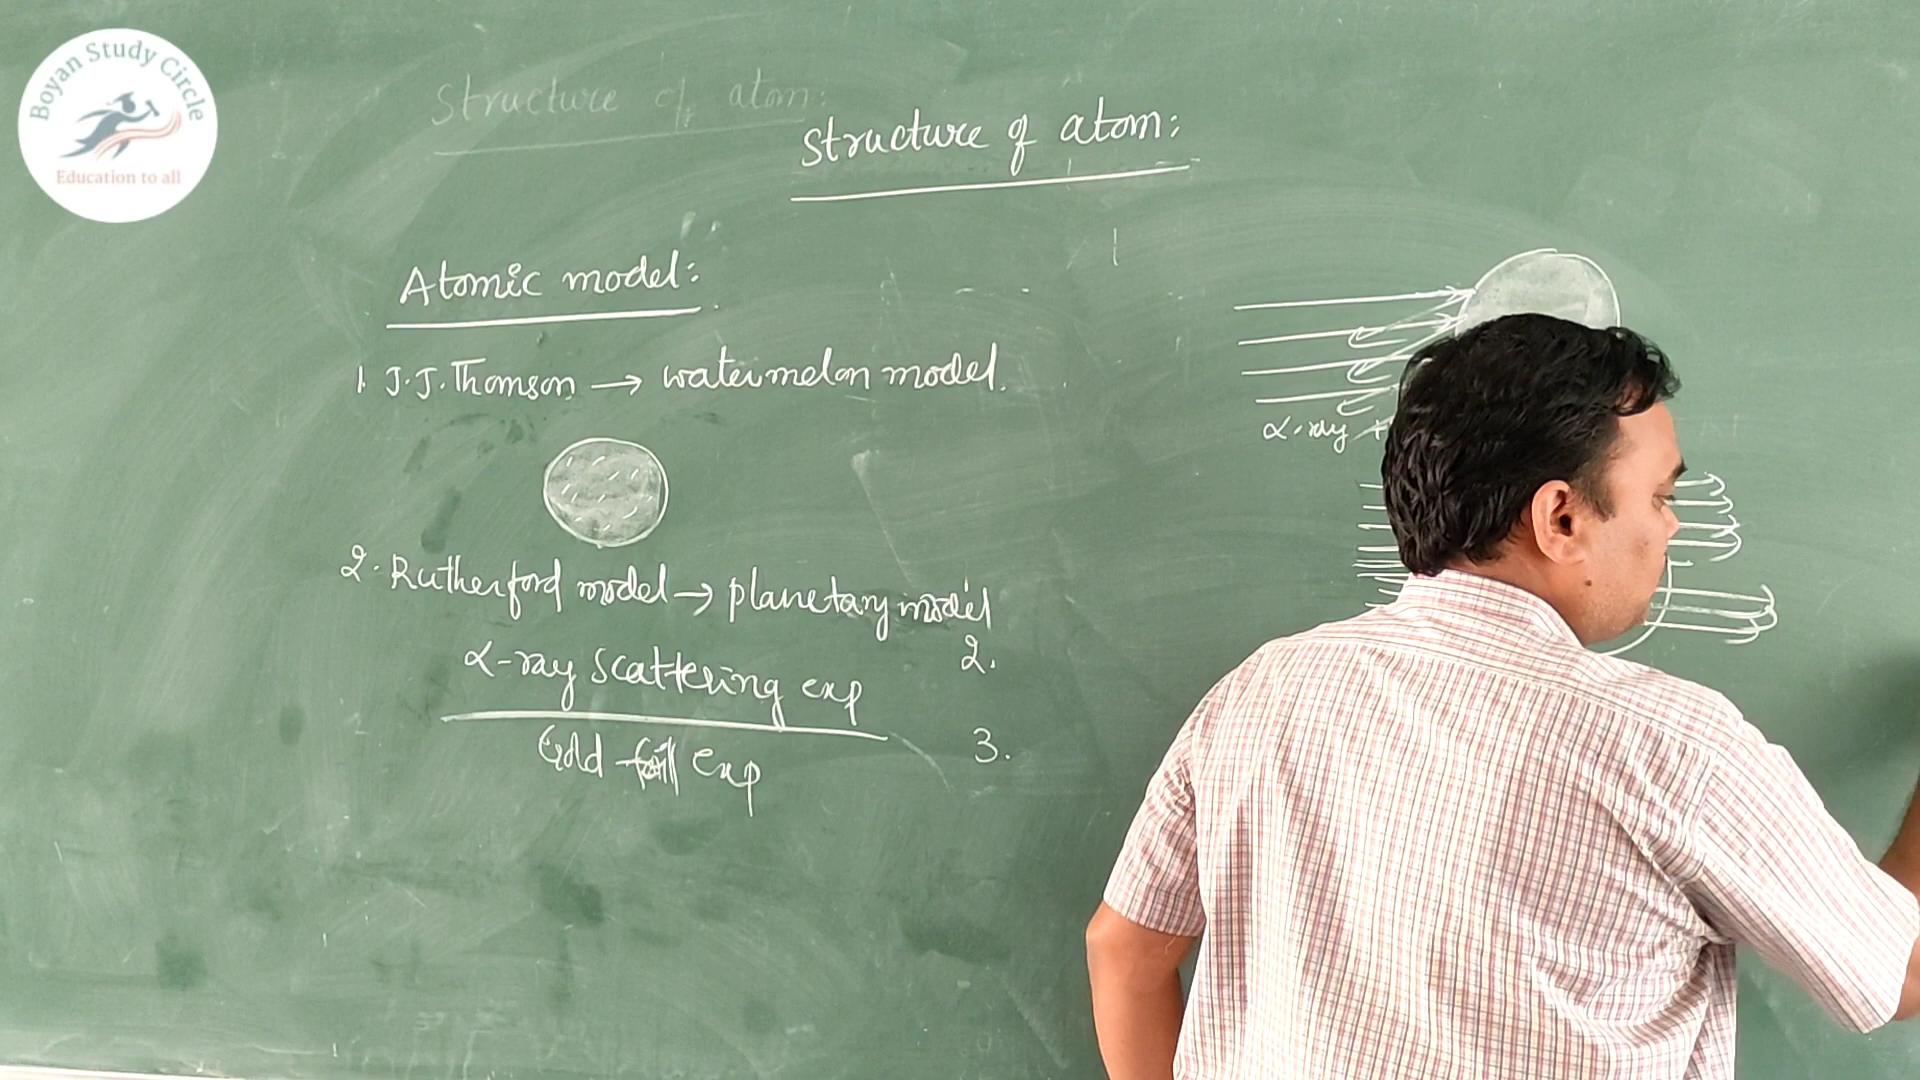 Boyan Study Circle
Education to all
Structure of atom:
Structure of atom:
Atomic model:
1. J.J. Thomson → watermelon model.
2. Rutherford model → planetary model
α-ray scattering exp
Gold foil exp
2.
3.
α-ray +